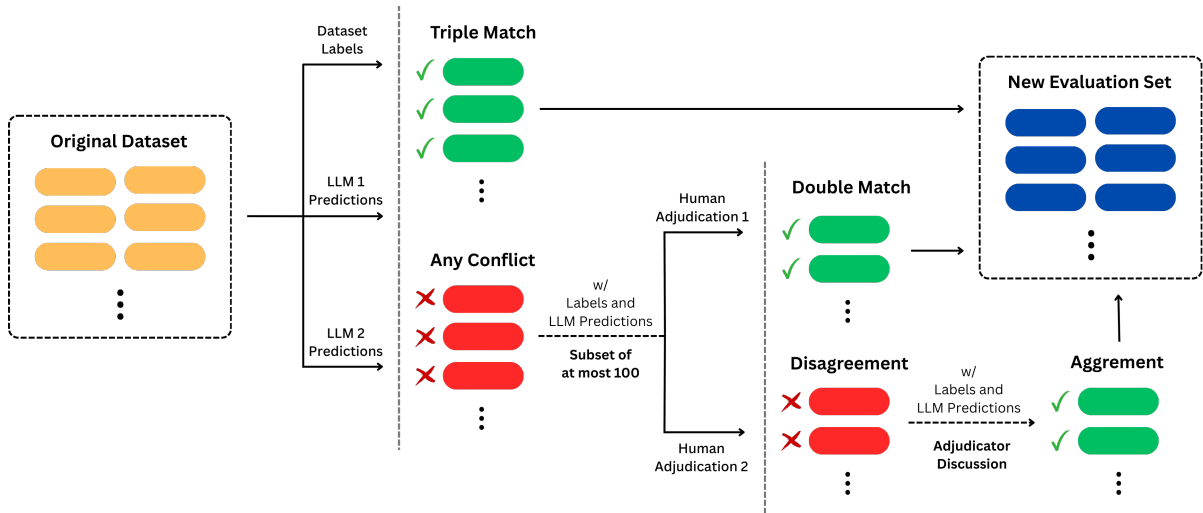 Original Dataset
Dataset
Labels
LLM 1
Predictions
LLM 2
Predictions
Triple Match
Any Conflict
w/
Labels and
LLM Predictions
Subset of
at most 100
Human
Adjudication 1
Human
Adjudication 2
Double Match
Disagreement
w/
Labels and
LLM Predictions
Adjudicator
Discussion
Aggrement
New Evaluation Set